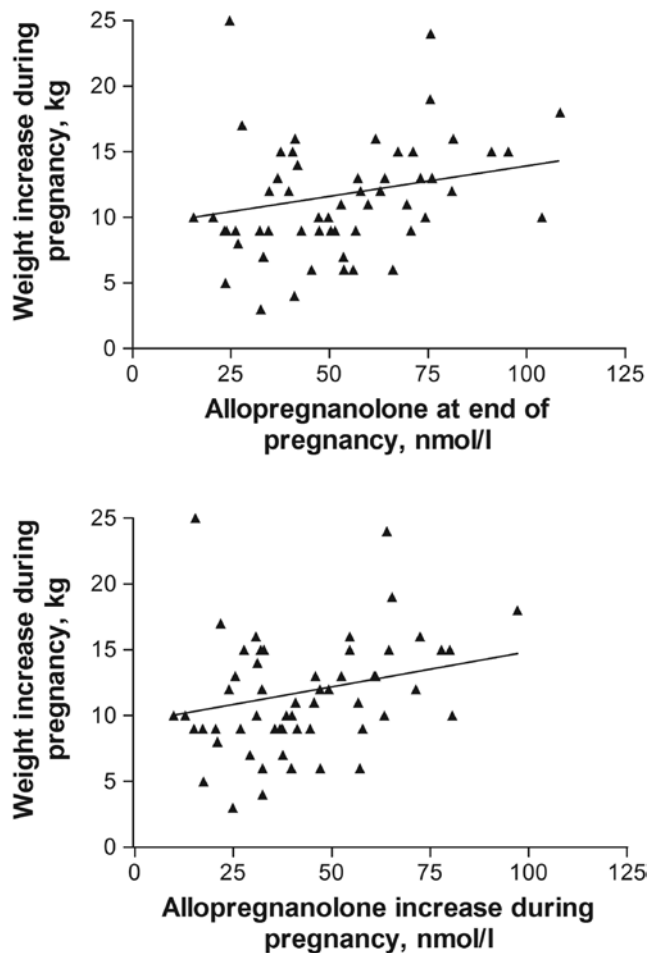 Weight increase during
pregnancy, kg
25
20
15
10
5
0
0 25 50 75 100 125
Allopregnanolone at end of
pregnancy, nmol/l
Weight increase during
pregnancy, kg
25
20
15
10
5
0
0 25 50 75 100 125
Allopregnanolone increase during
pregnancy, nmol/l